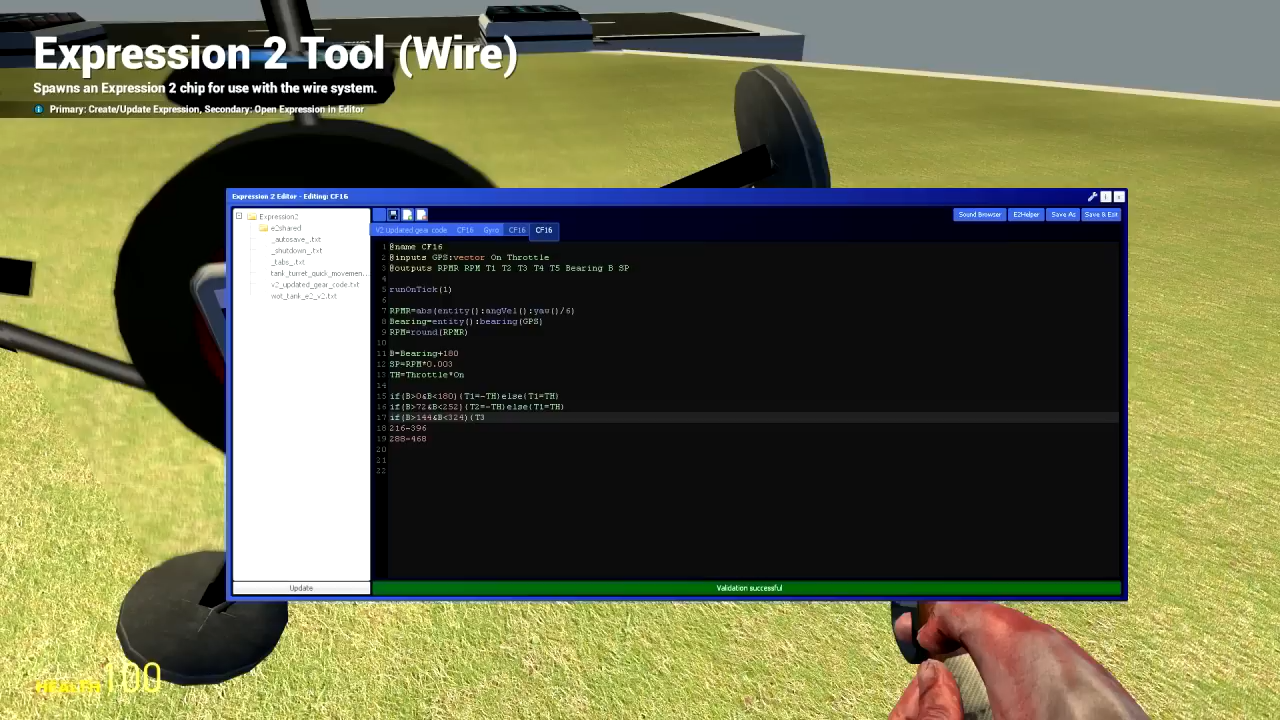 Expression 2 Tool (Wire)
Spawns an Expression 2 chip for use with the wire system.
Primary: Create/Update Expression, Secondary: Open Expression in Editor
Expression 2 Editor - Editing: CF16
Sound Browser E2Helper Save As Save & Exit
Expression2
e2shared
_autosave_.txt
_shutdown_.txt
_tabs_.txt
tank_turret_quick_movemen...
v2_updated_gear_code.txt
wot_tank_e2_v2.txt
Update
V2 Updated gear code CF16 Gyro CF16 CF16
1 @name CF16
2 @inputs GPS:vector On Throttle
3 @outputs RPMR RPM T1 T2 T3 T4 T5 Bearing B SP
4
5 runOnTick(1)
6
7 RPMR=abs(entity():angVel():yaw()/6)
8 Bearing=entity():bearing(GPS)
9 RPM=round(RPMR)
10
11 B=Bearing+180
12 SP=RPM*0.003
13 TH=Throttle*On
14
15 if(B>0&B<180){T1=-TH}else{T1=TH}
16 if(B>72&B<252){T2=-TH}else{T1=TH}
17 if(B>144&B<324){T3
18 216-396
19 288-468
20
21
22
Validation successful
HEALTH 100